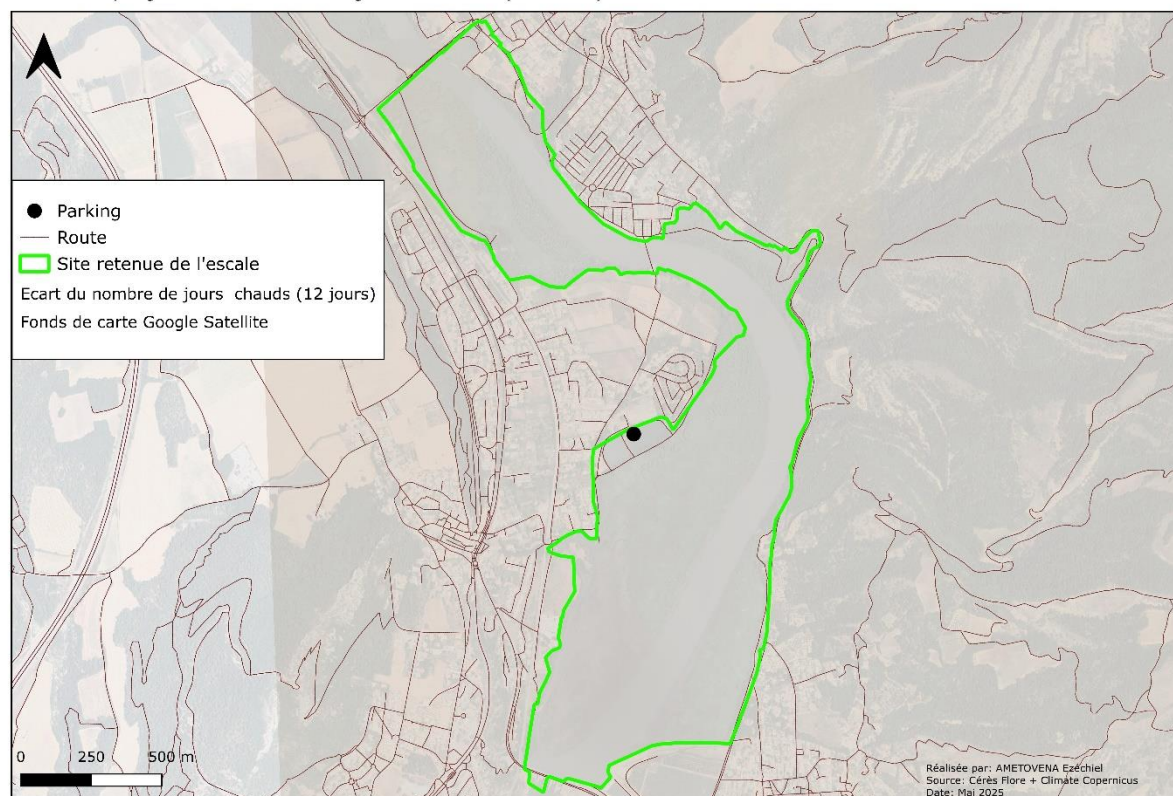 Parking
Route
Site retenue de l'escale
Ecart du nombre de jours  chauds (12 jours)
Fonds de carte Google Satellite
0 250 500 m
Réalisée par: AMETOVENA Ezéchiel
Source: Cérès Flore + Climate Copernicus
Date: Mai 2025